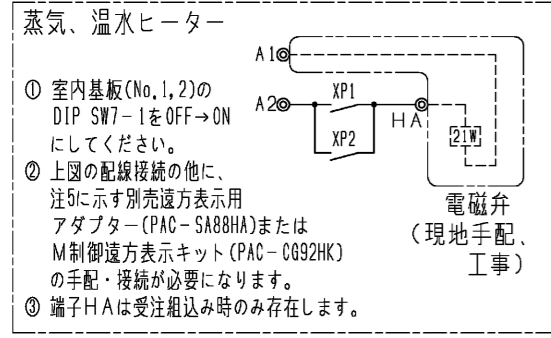 蒸気、温水ヒーター
① 室内基板(No,1,2)の
DIP SW7-1をOFF→ON
にしてください。
② 上図の配線接続の他に、
注5に示す別売遠方表示用
アダプター(PAC-SA88HA)または
M制御遠方表示キット(PAC-CG92HK)
の手配・接続が必要になります。
③ 端子HAは受注組込み時のみ存在します。
A1
A2
XP1
XP2
HA
21W
電磁弁
(現地手配、
工事)